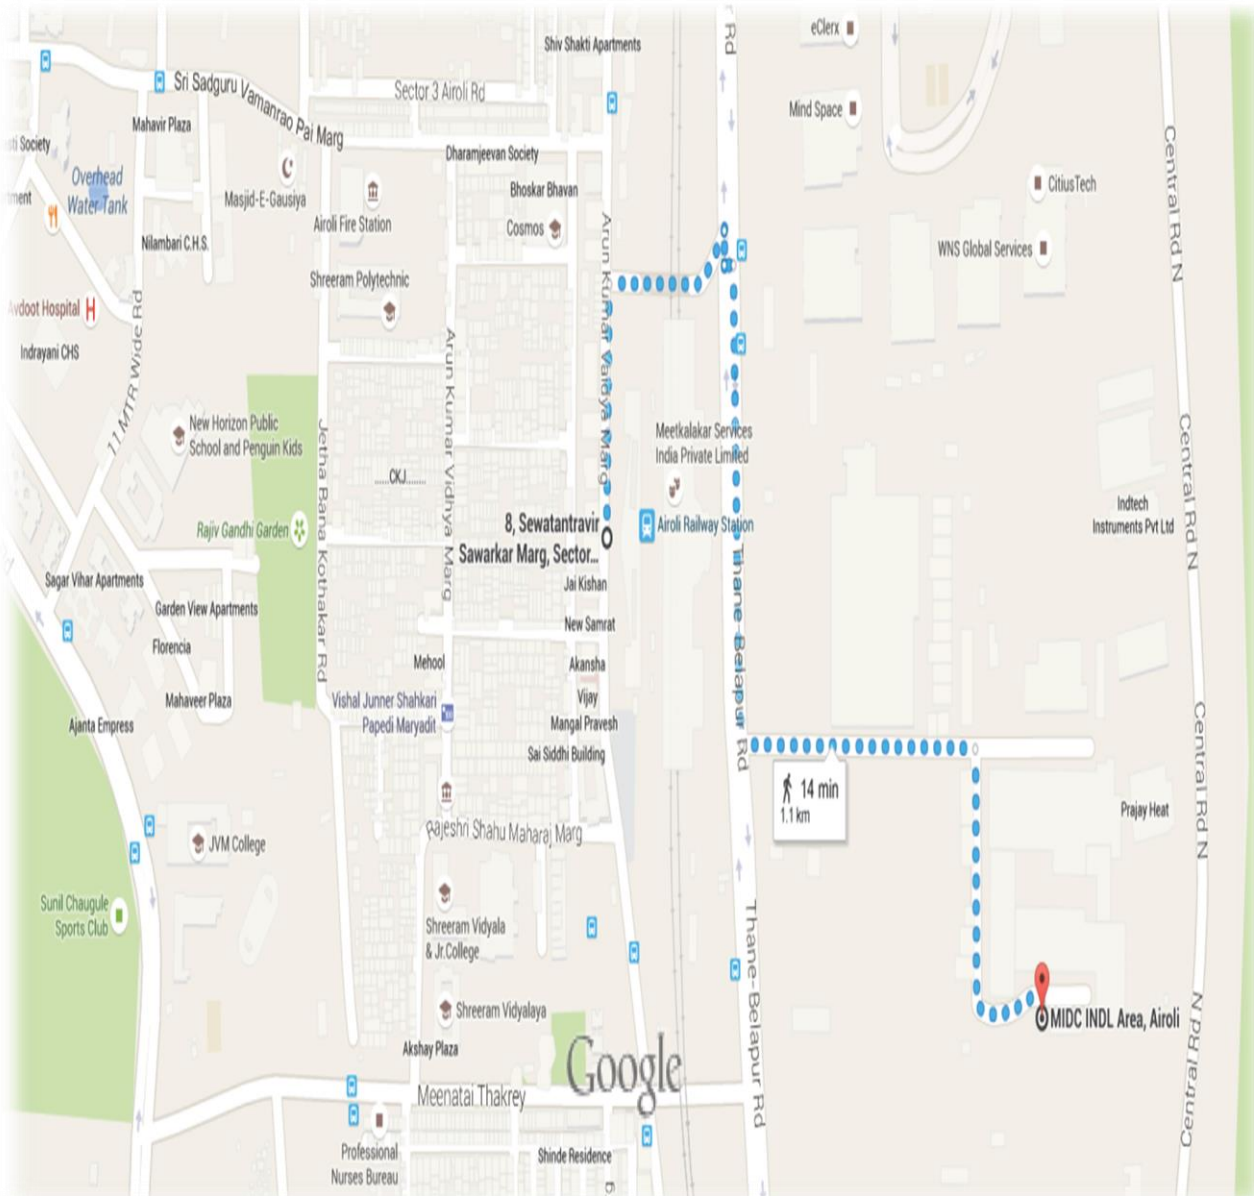 Shiv Shakti Apartments
r Rd
eClerx
Sri Sadguru Vamanrao Pai Marg
Sector 3 Airoli Rd
Mind Space
Mahavir Plaza
Society
Dharamjeevan Society
Overhead
Water Tank
Masjid-E-Gausiya
Airoli Fire Station
Bhoskar Bhavan
Cosmos
CitiusTech
Central Rd N
Nilambari C.H.S.
WNS Global Services
Shreeram Polytechnic
Avdoot Hospital
H
Indrayani CHS
11.MTR Wide Rd
Arun Kumar Vaidya Marg
Arun Kumar Vidhya Marg
New Horizon Public
School and Penguin Kids
Jetha Bana Kothakar Rd
......CKJ........
Meetkalakar Services
India Private Limited
Central Rd N
Indtech
Instruments Pvt Ltd
Rajiv Gandhi Garden
8, Sewatantravir
Sawarkar Marg, Sector...
Airoli Railway Station
Thane-Belapur Rd
Sagar Vihar Apartments
Garden View Apartments
Jai Kishan
New Samrat
Florencia
Mehool
Akansha
Mahaveer Plaza
Vishal Junner Shahkari
Papedi Maryadit
Vijay
Mangal Pravesh
Ajanta Empress
Sai Siddhi Building
Central Rd N
14 min
1.1 km
Prajay Heat
JVM College
Rajeshri Shahu Maharaj Marg
Sunil Chaugule
Sports Club
Shreeram Vidyala
& Jr.College
Thane-Belapur Rd
Shreeram Vidyalaya
MIDC INDL Area, Airoli
Akshay Plaza
Google
Central Rd N
Meenatai Thakrey
Professional
Nurses Bureau
Shinde Residence